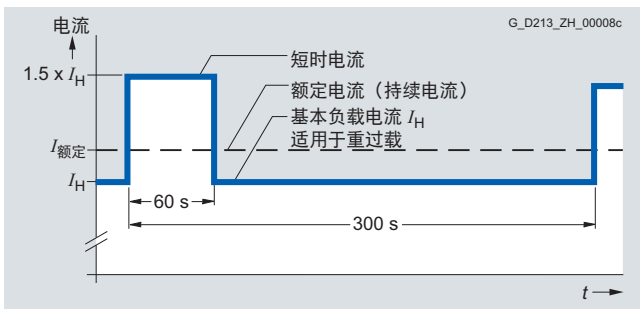 电流
G_D213_ZH_00008c
短时电流
1.5 x IH
额定电流（持续电流）
基本负载电流 IH
适用于重过载
I额定
IH
60 s
300 s
t